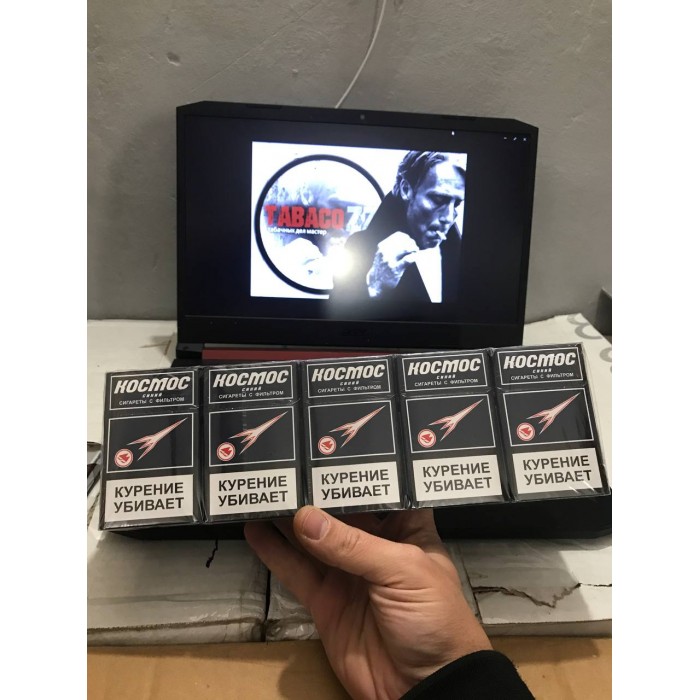 TABACO
табачных дел мастер
КОСМОС
синий
СИГАРЕТЫ С ФИЛЬТРОМ
КУРЕНИЕ
УБИВАЕТ
КОСМОС
синий
СИГАРЕТЫ С ФИЛЬТРОМ
КУРЕНИЕ
УБИВАЕТ
КОСМОС
синий
СИГАРЕТЫ С ФИЛЬТРОМ
КУРЕНИЕ
УБИВАЕТ
КОСМОС
синий
СИГАРЕТЫ С ФИЛЬТРОМ
КУРЕНИЕ
УБИВАЕТ
КОСМОС
синий
СИГАРЕТЫ С ФИЛЬТРОМ
КУРЕНИЕ
УБИВАЕТ